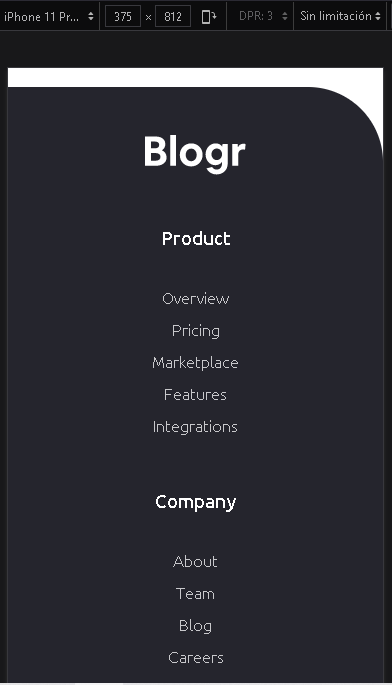 iPhone 11 Pr... 375 × 812 DPR: 3 Sin limitación
Blogr
Product
Overview
Pricing
Marketplace
Features
Integrations
Company
About
Team
Blog
Careers